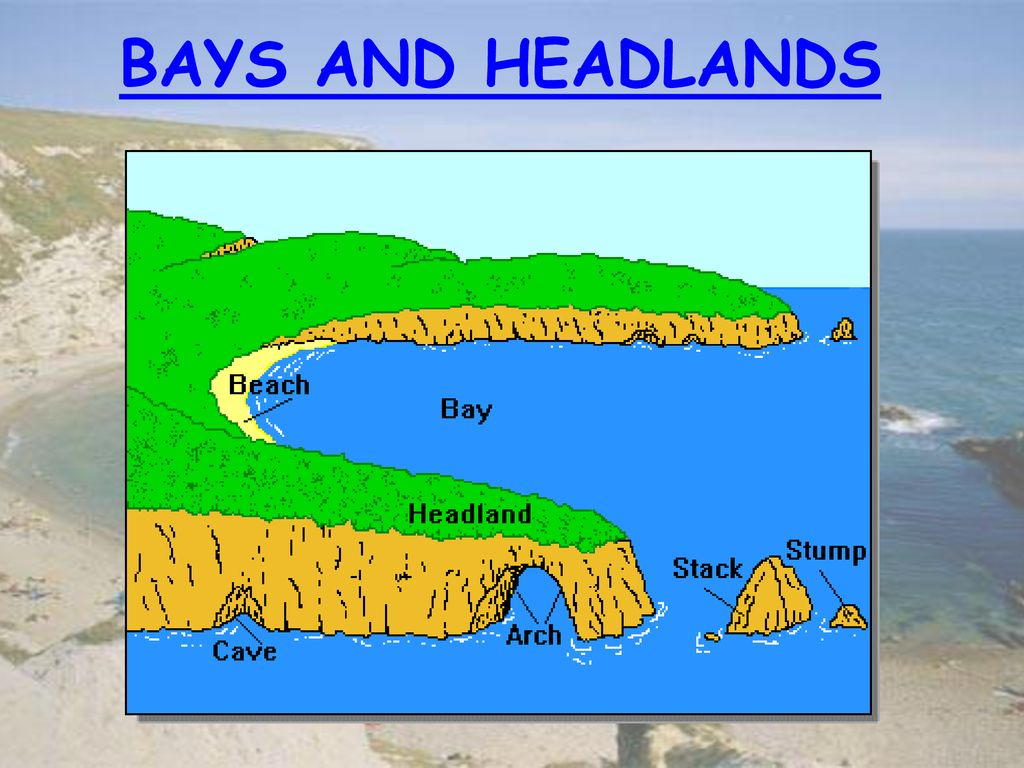 BAYS AND HEADLANDS
Beach
Bay
Headland
Stump
Stack
Arch
Cave